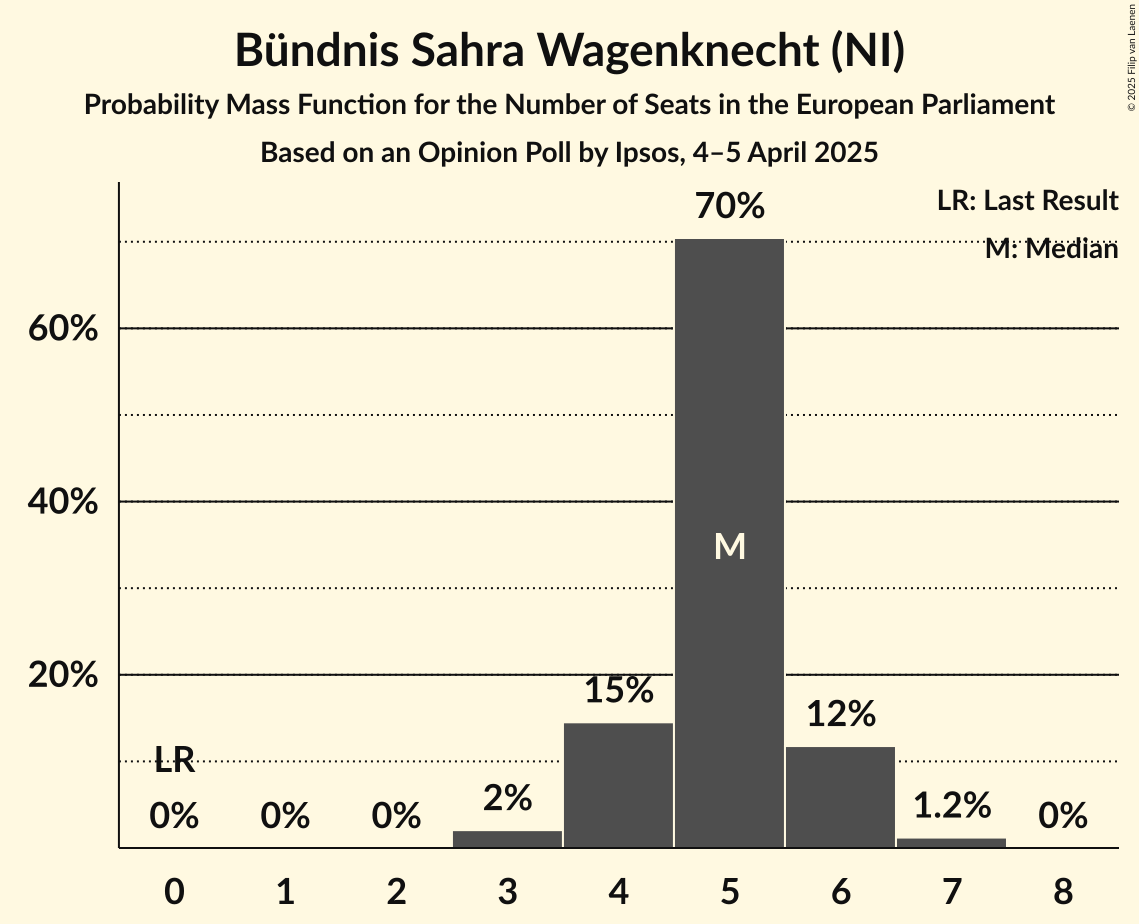 Bündnis Sahra Wagenknecht (NI)
Probability Mass Function for the Number of Seats in the European Parliament
Based on an Opinion Poll by Ipsos, 4–5 April 2025
© 2025 Filip van Laenen
LR: Last Result
M: Median
70%
60%
40%
M
20%
15%
12%
LR
0%
0%
0%
2%
1.2%
0%
0 1 2 3 4 5 6 7 8